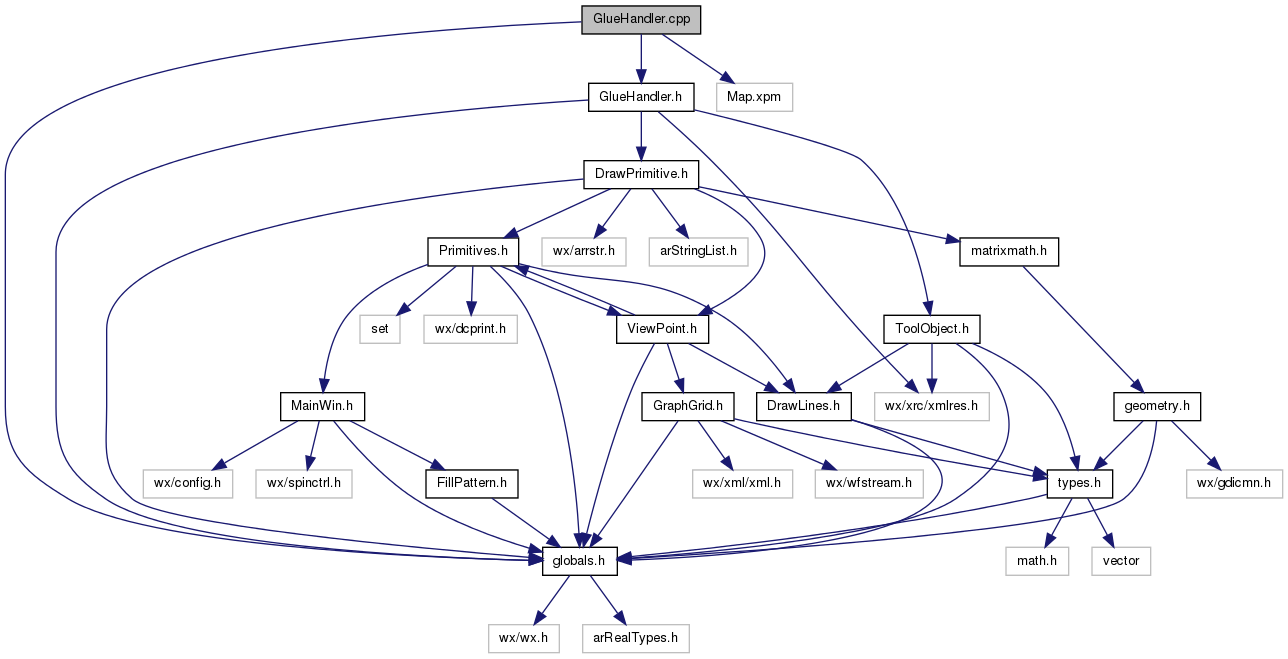 GlueHandler.cpp
GlueHandler.h
Map.xpm
DrawPrimitive.h
Primitives.h
wx/arrstr.h
arStringList.h
matrixmath.h
set
wx/dcprint.h
ViewPoint.h
ToolObject.h
MainWin.h
GraphGrid.h
DrawLines.h
wx/xrc/xmlres.h
geometry.h
wx/config.h
wx/spinctrl.h
FillPattern.h
wx/xml/xml.h
wx/wfstream.h
types.h
wx/gdicmn.h
globals.h
math.h
vector
wx/wx.h
arRealTypes.h